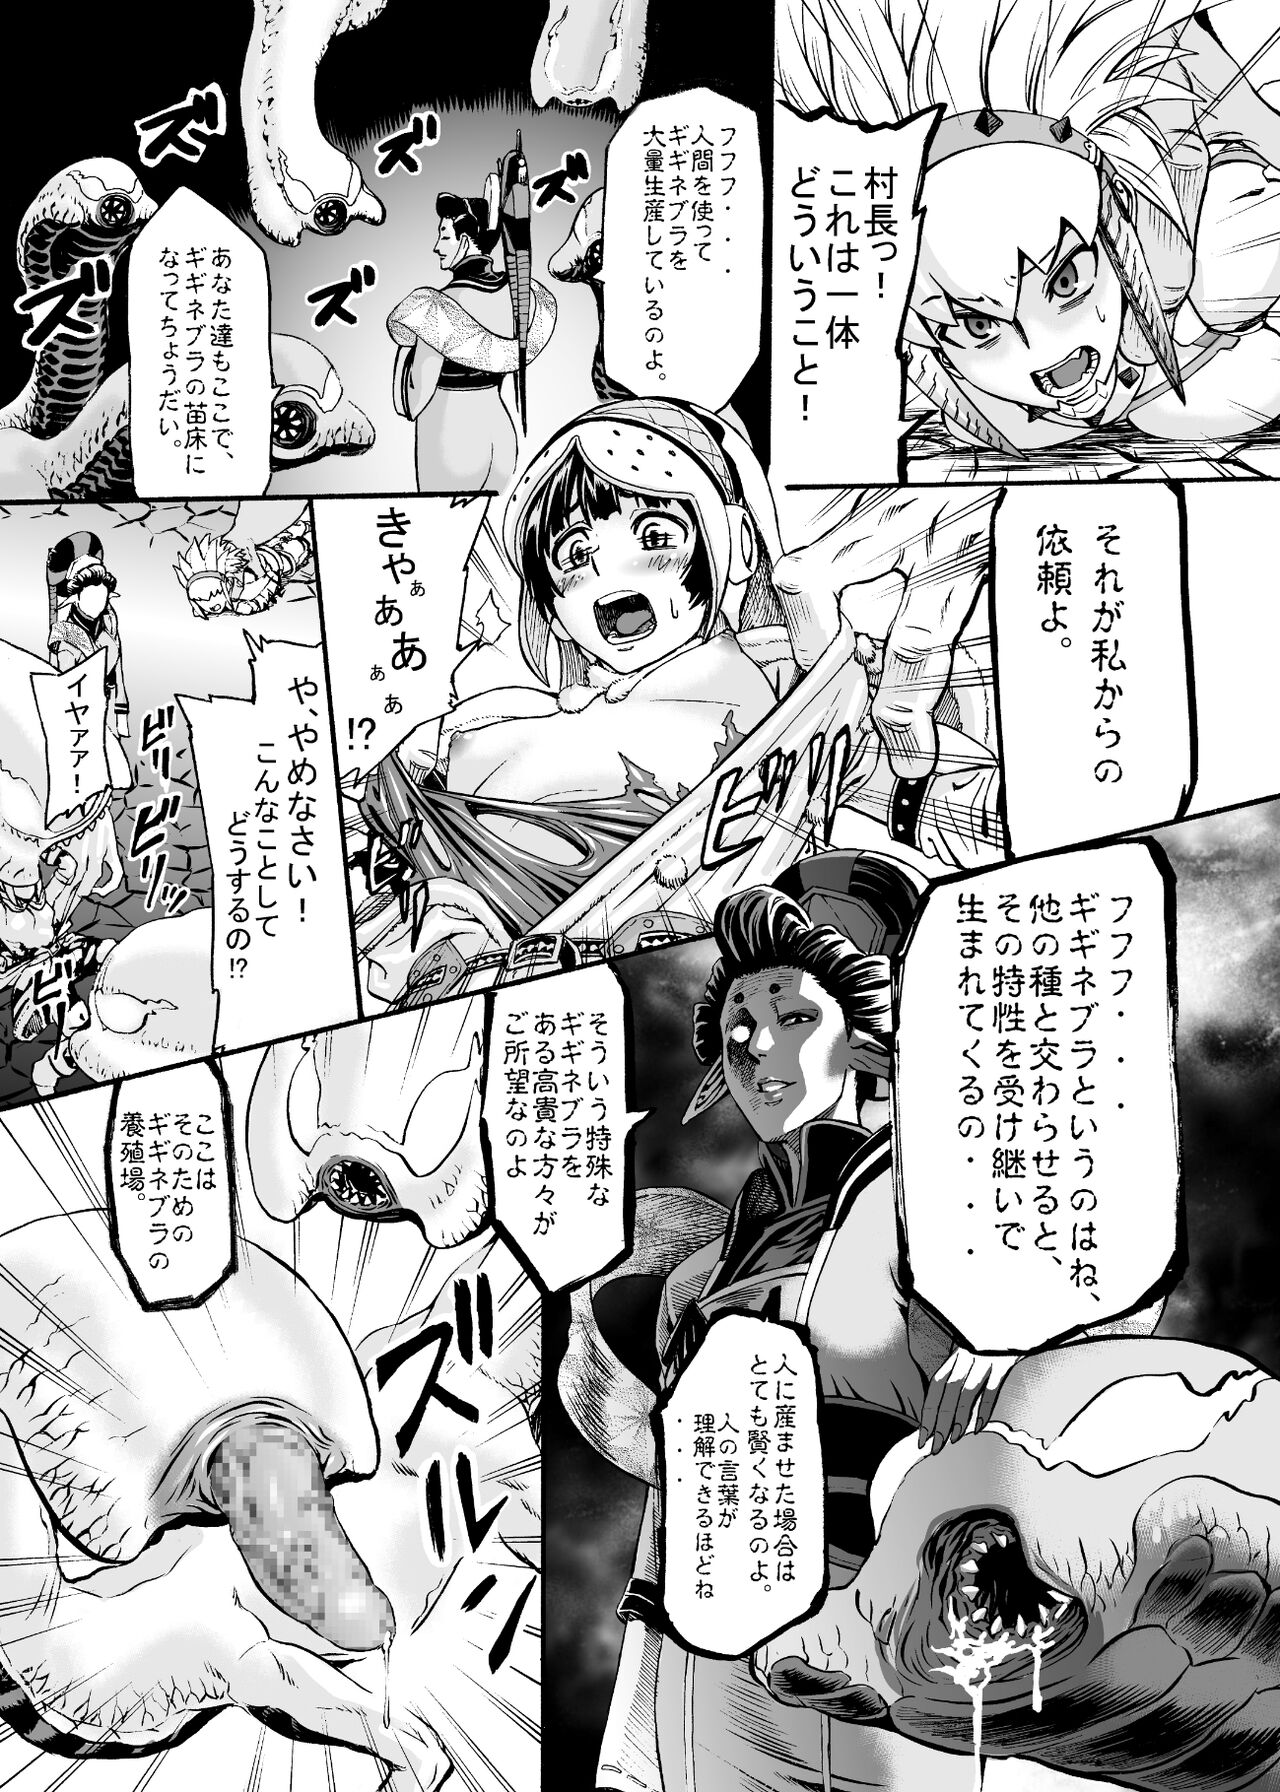 村長っ!
これは一体
どういうこと!
フフフ・・・
人間を使って
ギギネブラを
大量生産しているのよ。
あなた達もここで、
ギギネブラの苗床に
なってちょうだい。
ズ
ズ
ズ
ズ
それが私からの
依頼よ。
きゃぁぁあぁぁ!?
ビリリ
や、やめなさい!
こんなことして
どうするの!?
イヤアァ!
ビリ
ビリッ
ビリ
フフフ・・・
ギギネブラというのはね、
他の種と交わらせると、
その特性を受け継いで
生まれてくるの・・・
そういう特殊な
ギギネブラを
ある高貴な方々が
ご所望なのよ
ここは
そのための
ギギネブラの
養殖場。
人に産ませた場合は
とても賢くなるのよ。
人の言葉が
理解できるほどね
・・・
ズルリ